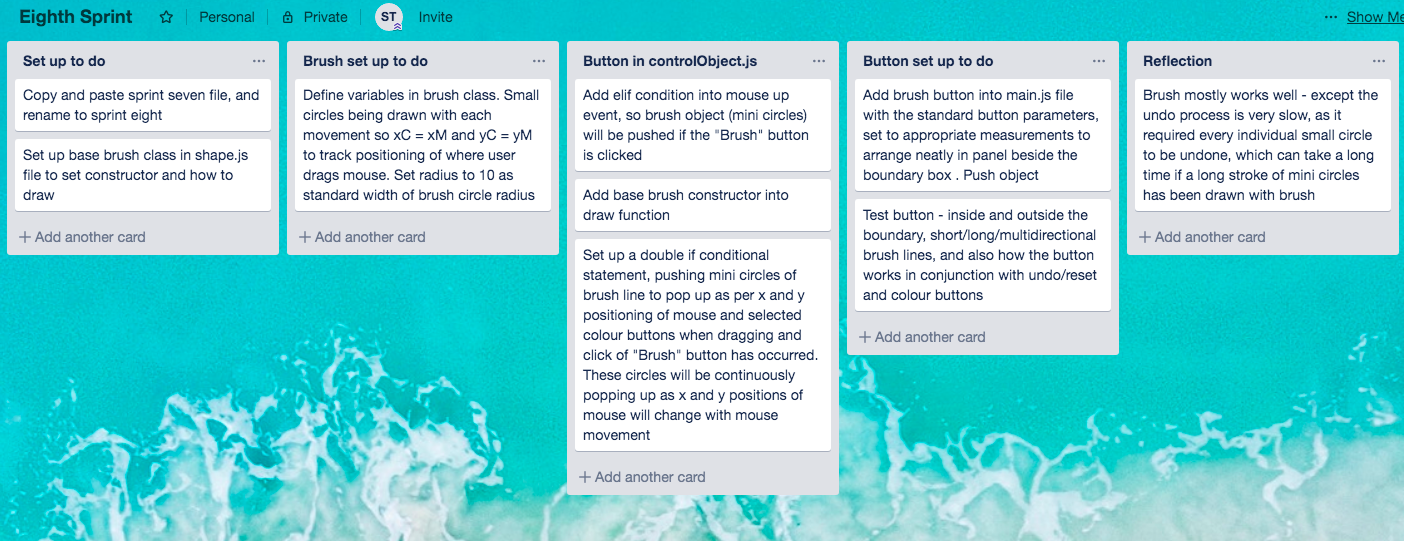 Eighth Sprint
Personal
Private
ST
Invite
... Show Me
Set up to do
Copy and paste sprint seven file, and
rename to sprint eight
Set up base brush class in shape.js
file to set constructor and how to
draw
+ Add another card
Brush set up to do
Define variables in brush class. Small
circles being drawn with each
movement so xC = xM and yC = yM
to track positioning of where user
drags mouse. Set radius to 10 as
standard width of brush circle radius
+ Add another card
Button in controlObject.js
Add elif condition into mouse up
event, so brush object (mini circles)
will be pushed if the "Brush" button
is clicked
Add base brush constructor into
draw function
Set up a double if conditional
statement, pushing mini circles of
brush line to pop up as per x and y
positioning of mouse and selected
colour buttons when dragging and
click of "Brush" button has occurred.
These circles will be continuously
popping up as x and y positions of
mouse will change with mouse
movement
+ Add another card
Button set up to do
Add brush button into main.js file
with the standard button parameters,
set to appropriate measurements to
arrange neatly in panel beside the
boundary box . Push object
Test button - inside and outside the
boundary, short/long/multidirectional
brush lines, and also how the button
works in conjunction with undo/reset
and colour buttons
+ Add another card
Reflection
Brush mostly works well - except the
undo process is very slow, as it
required every individual small circle
to be undone, which can take a long
time if a long stroke of mini circles
has been drawn with brush
+ Add another card